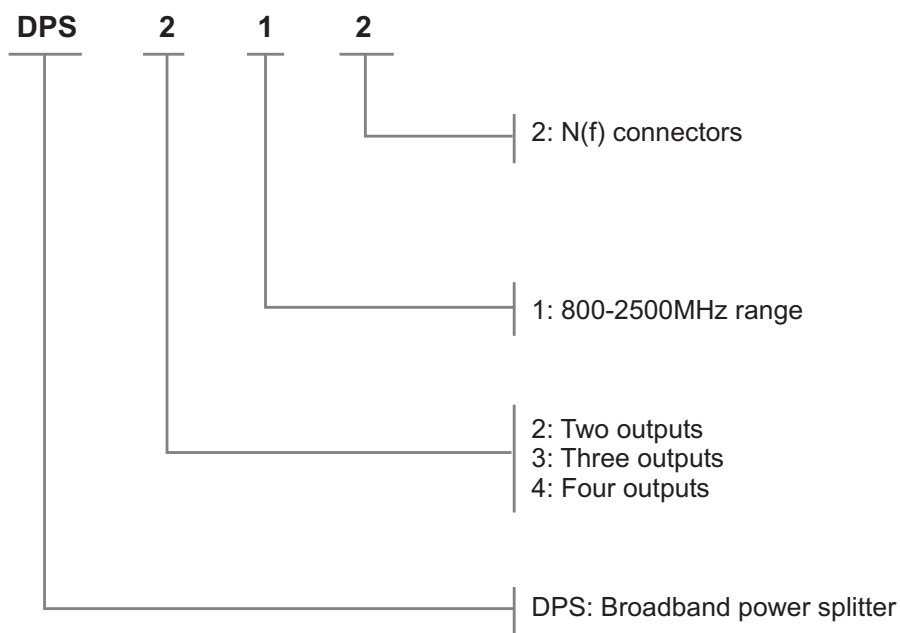 DPS 2 1 2
2: N(f) connectors
1: 800-2500MHz range
2: Two outputs
3: Three outputs
4: Four outputs
DPS: Broadband power splitter